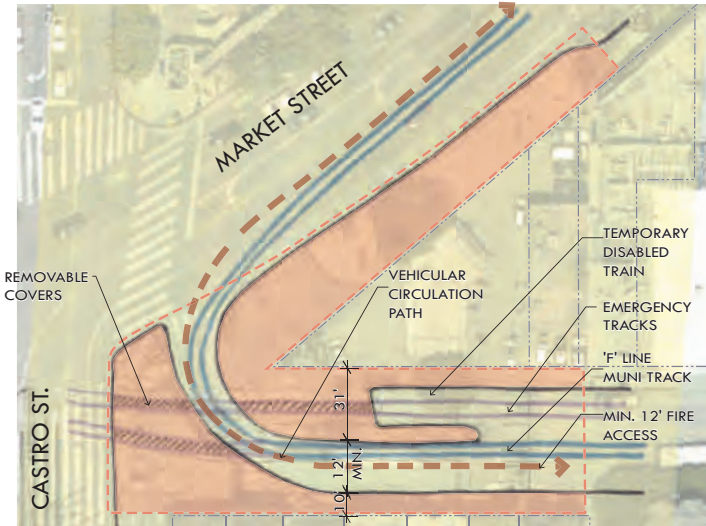 MARKET STREET
REMOVABLE
COVERS
VEHICULAR
CIRCULATION
PATH
TEMPORARY
DISABLED
TRAIN
EMERGENCY
TRACKS
'F' LINE
MUNI TRACK
MIN. 12' FIRE
ACCESS
CASTRO ST.
31'
12'
MIN.
10'